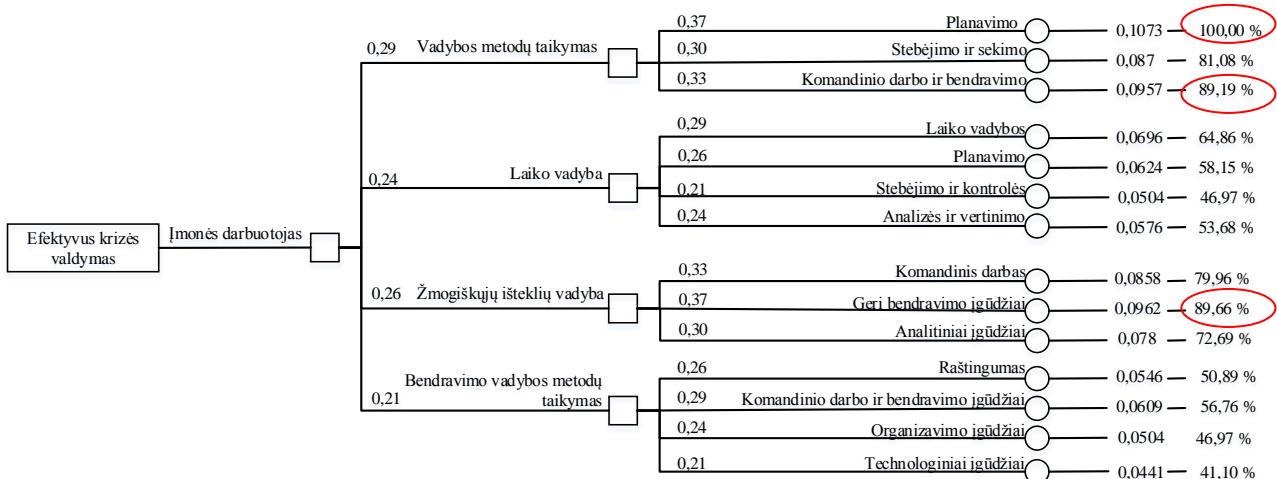 0,37 Planavimo 0,1073 100,00 %
0,29 Vadybos metodų taikymas 0,30 Stebėjimo ir sekimo 0,087 81,08 %
0,33 Komandinio darbo ir bendravimo 0,0957 89,19 %
0,29 Laiko vadybos 0,0696 64,86 %
0,26 Planavimo 0,0624 58,15 %
0,24 Laiko vadyba 0,21 Stebėjimo ir kontrolės 0,0504 46,97 %
0,24 Analizės ir vertinimo 0,0576 53,68 %
Efektyvus krizės
valdymas
Įmonės darbuotojas
0,33 Komandinis darbas 0,0858 79,96 %
0,26 Žmogiškųjų išteklių vadyba 0,37 Geri bendravimo įgūdžiai 0,0962 89,66 %
0,30 Analitiniai įgūdžiai 0,078 72,69 %
0,21 Bendravimo vadybos metodų
taikymas
0,26 Raštingumas 0,0546 50,89 %
0,29 Komandinio darbo ir bendravimo įgūdžiai 0,0609 56,76 %
0,24 Organizavimo įgūdžiai 0,0504 46,97 %
0,21 Technologiniai įgūdžiai 0,0441 41,10 %